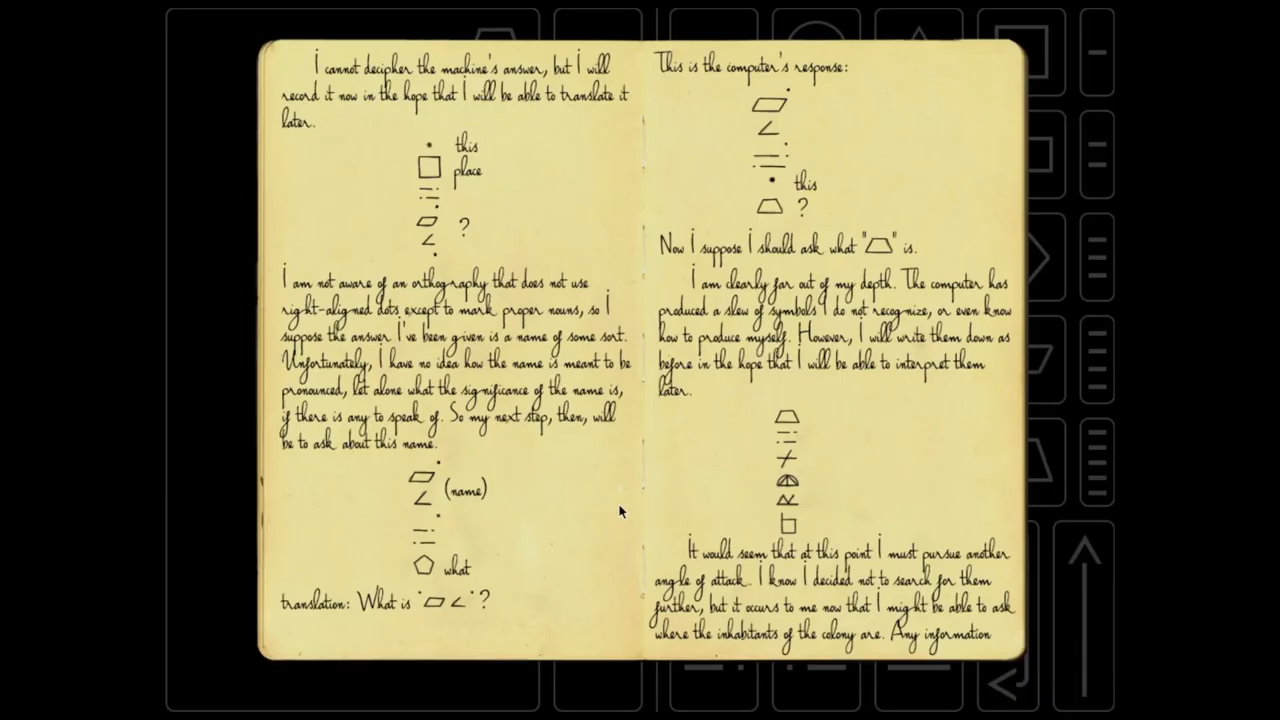 I cannot decipher the machine's answer, but I will
record it now in the hope that I will be able to translate it
later.
this
place
?
I am not aware of an orthography that does not use
right-aligned dots except to mark proper nouns, so I
suppose the answer I've been given is a name of some sort.
Unfortunately, I have no idea how the name is meant to be
pronounced, let alone what the significance of the name is,
if there is any to speak of. So my next step, then, will
be to ask about this name.
(name)
what
translation: What is "▱ ∠"?
This is the computer's response:
this
?
Now I suppose I should ask what "⏢" is.
I am clearly far out of my depth. The computer has
produced a slew of symbols I do not recognize, or even know
how to produce myself. However, I will write them down as
before in the hope that I will be able to interpret them
later.
It would seem that at this point I must pursue another
angle of attack. I know I decided not to search for them
further, but it occurs to me now that I might be able to ask
where the inhabitants of the colony are. Any information